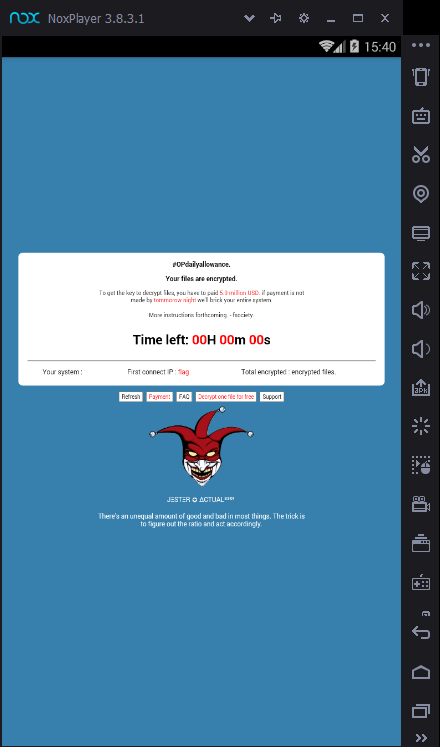 nox NoxPlayer 3.8.3.1
15:40
#OPdailyallowance.
Your files are encrypted.
To get the key to decrypt files, you have to paid 5.9 million USD. if payment is not
made by tommorow night we'll brick your entire system.
More instructions forthcoming. - fsociety
Time left: 00H 00m 00s
Your system : First connect IP : flag Total encrypted : encrypted files.
Refresh Payment FAQ Decrypt one file for free Support
JESTER ✪ ΔCTUAL³³³⁰¹
There's an unequal amount of good and bad in most things. The trick is
to figure out the ratio and act accordingly.